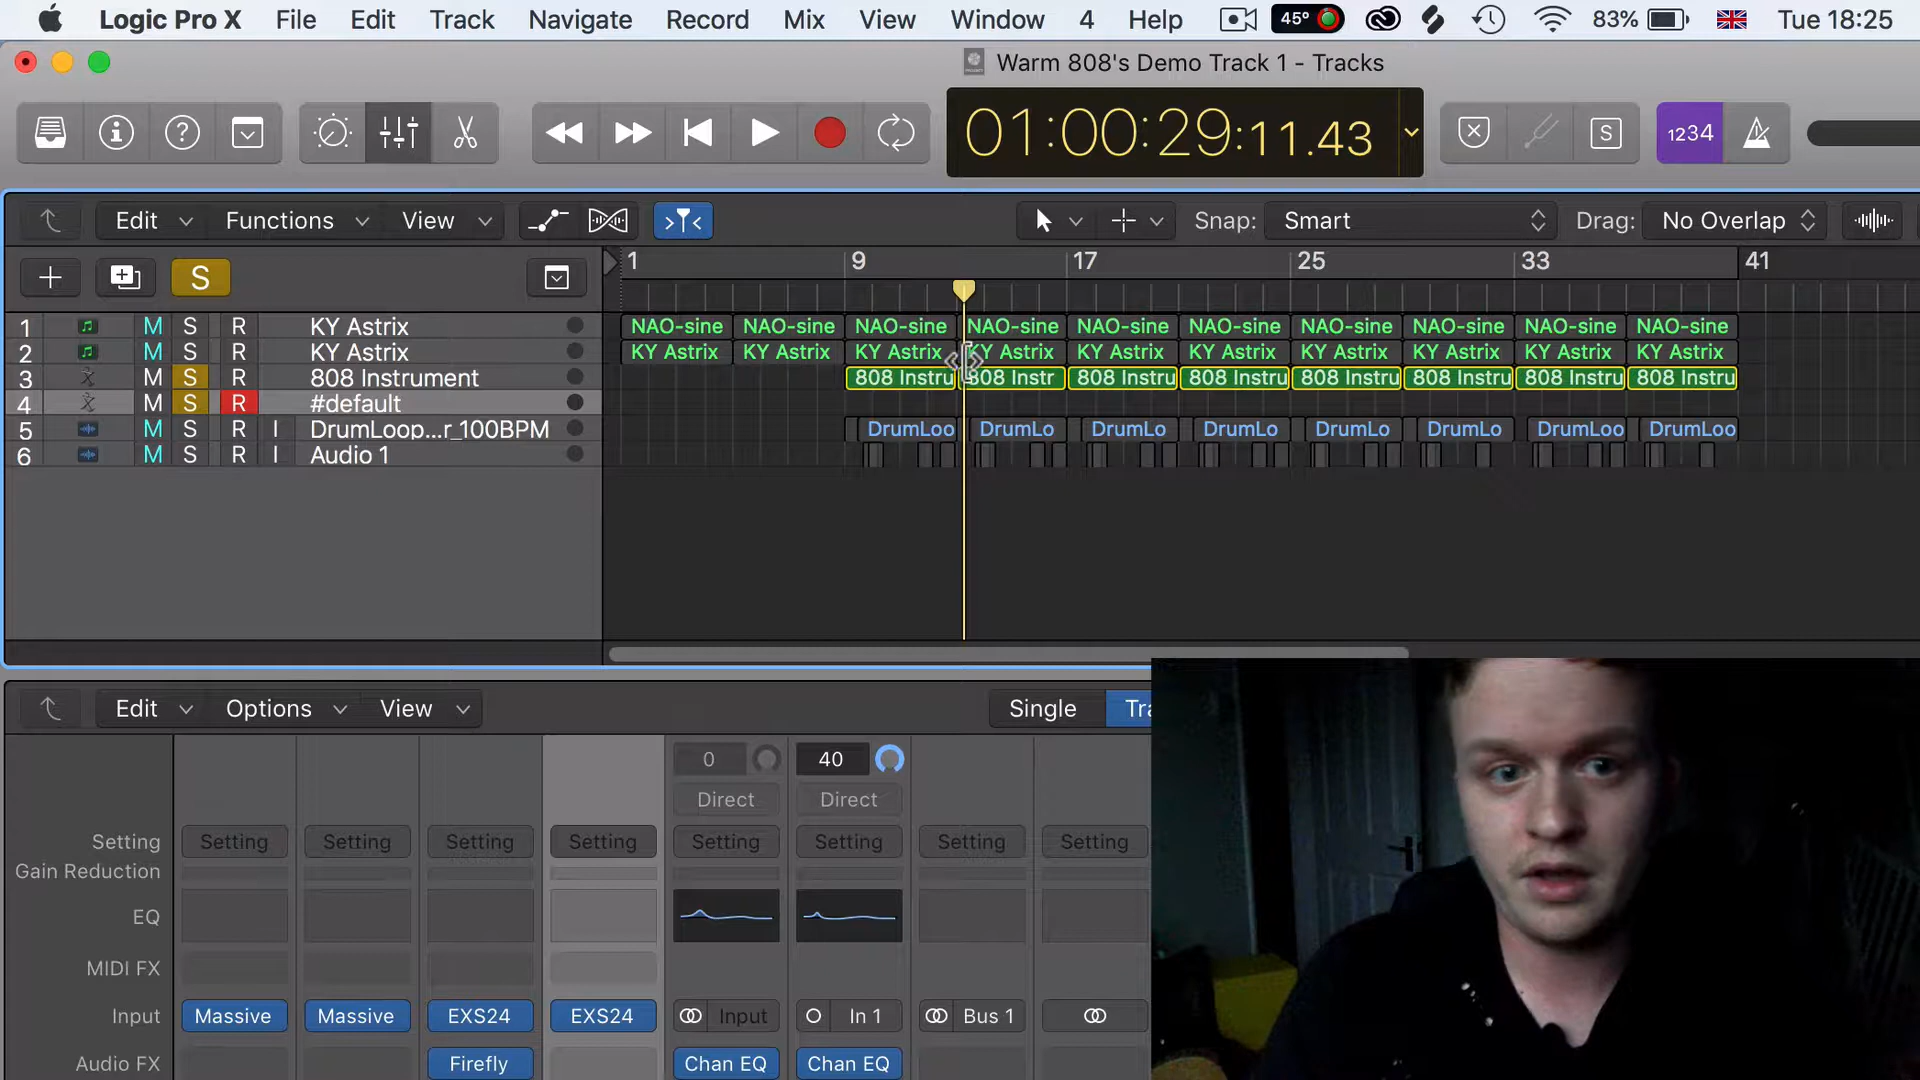 Logic Pro X File Edit Track Navigate Record Mix View Window 4 Help 45° 83% Tue 18:25
Warm 808's Demo Track 1 - Tracks
01:00:29:11.43
S
1234
Edit Functions View Snap: Smart Drag: No Overlap
S
1 9 17 25 33 41
1 M S R KY Astrix NAO-sine NAO-sine NAO-sine NAO-sine NAO-sine NAO-sine NAO-sine NAO-sine NAO-sine NAO-sine
2 M S R KY Astrix KY Astrix KY Astrix KY Astrix KY Astrix KY Astrix KY Astrix KY Astrix KY Astrix KY Astrix KY Astrix
3 M S R 808 Instrument 808 Instru 808 Instr 808 Instru 808 Instru 808 Instru 808 Instru 808 Instru 808 Instru
4 M S R #default
5 M S R I DrumLoop...r_100BPM DrumLoo DrumLo DrumLo DrumLo DrumLo DrumLo DrumLoo DrumLoo
6 M S R I Audio 1
Edit Options View Single Tra
0 40
Direct Direct
Setting Setting Setting Setting Setting Setting Setting Setting Setting
Gain Reduction
EQ
MIDI FX
Input Massive Massive EXS24 EXS24 Input In 1 Bus 1
Audio FX Firefly Chan EQ Chan EQ